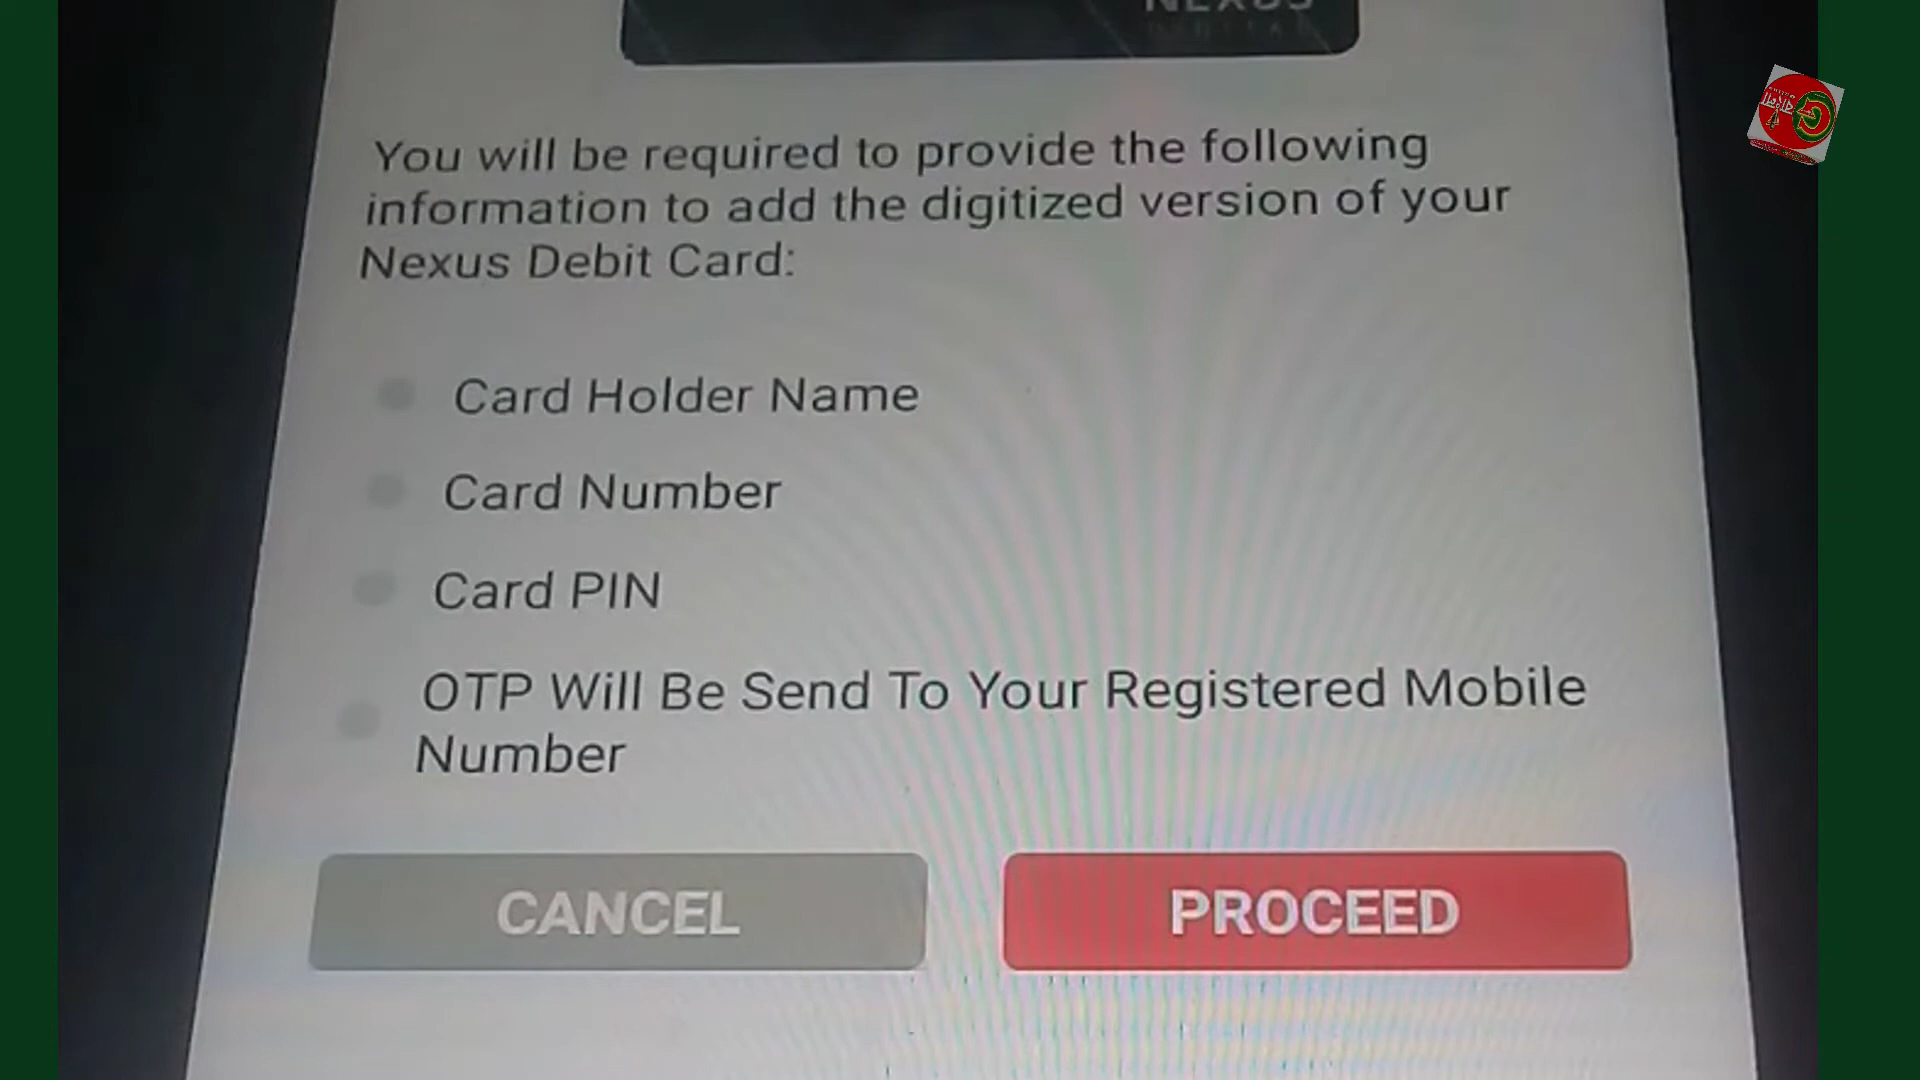 NEXUS
You will be required to provide the following
information to add the digitized version of your
Nexus Debit Card:
Card Holder Name
Card Number
Card PIN
OTP Will Be Send To Your Registered Mobile
Number
CANCEL
PROCEED